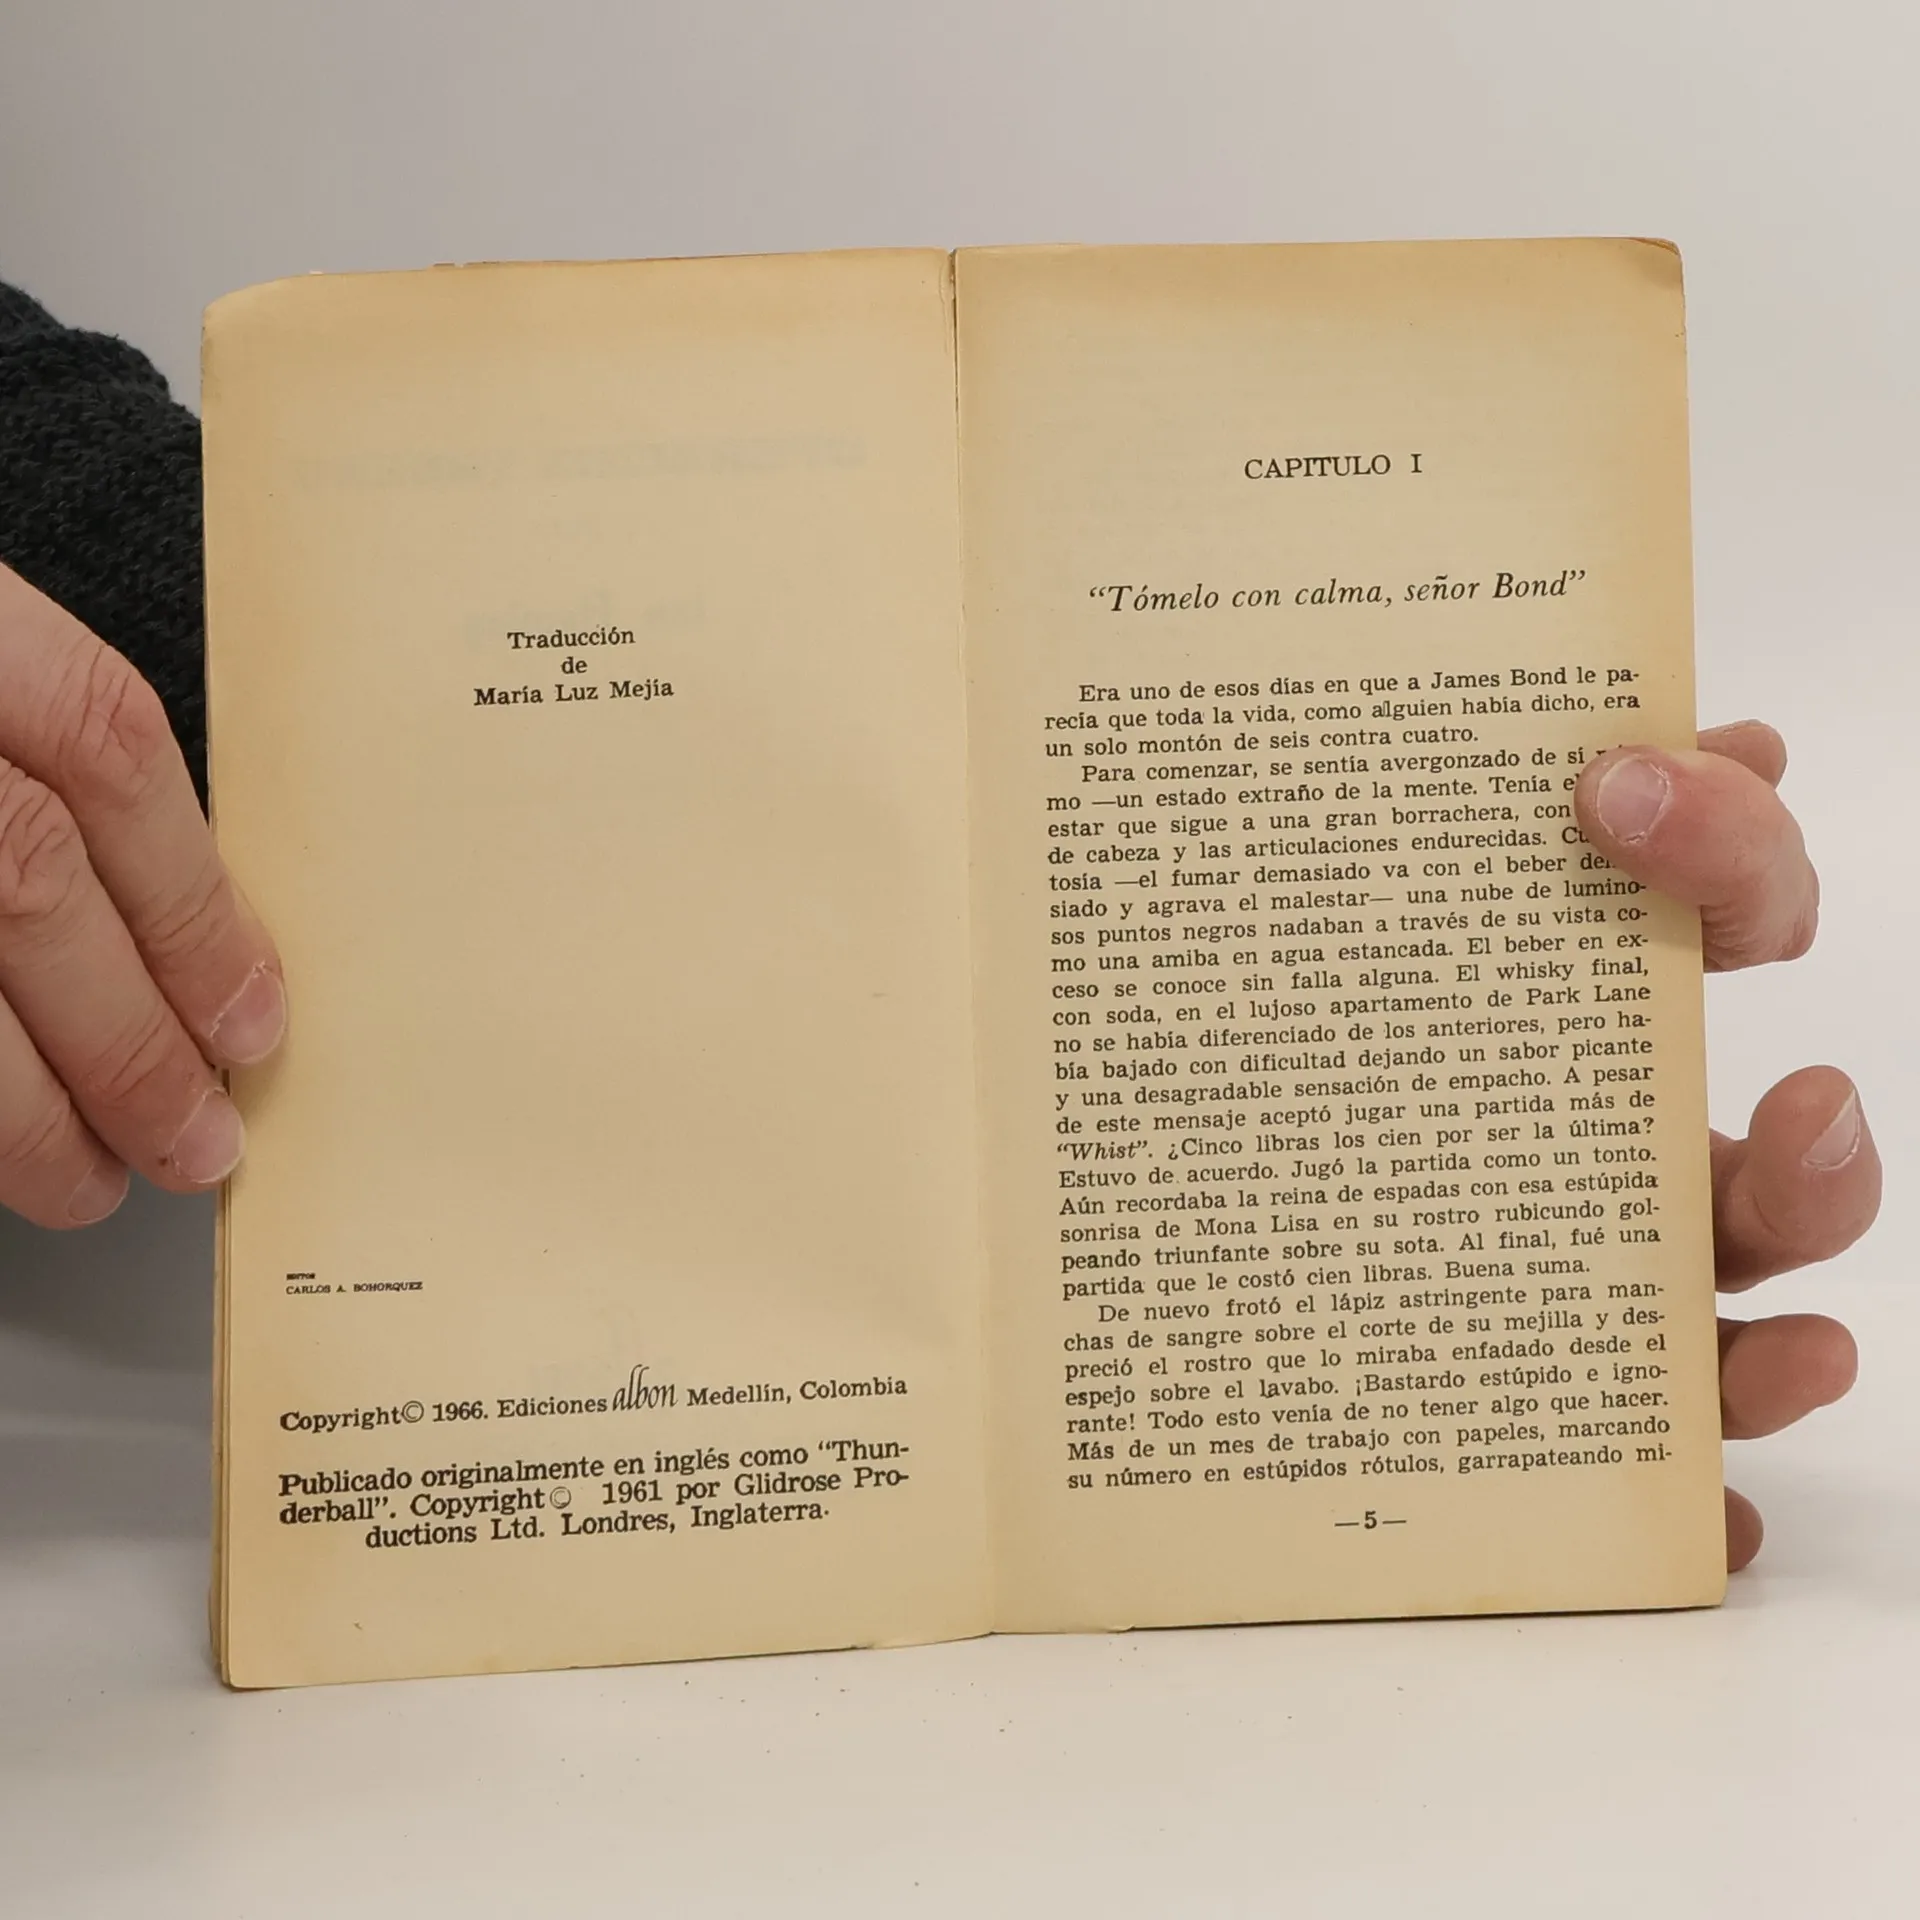 Traducción
de
María Luz Mejía
EDITOR
CARLOS A. BOHORQUEZ
Copyright© 1966. Ediciones albon Medellín, Colombia
Publicado originalmente en inglés como “Thun-
derball”. Copyright© 1961 por Glidrose Pro-
ductions Ltd. Londres, Inglaterra.
CAPITULO I
“Tómelo con calma, señor Bond”
Era uno de esos días en que a James Bond le pa-
recía que toda la vida, como alguien había dicho, era
un solo montón de seis contra cuatro.
Para comenzar, se sentía avergonzado de sí
mo —un estado extraño de la mente. Tenía
estar que sigue a una gran borrachera, con
de cabeza y las articulaciones endurecidas.
tosía —el fumar demasiado va con el beber
siado y agrava el malestar— una nube de lumino-
sos puntos negros nadaban a través de su vista co-
mo una amiba en agua estancada. El beber en ex-
ceso se conoce sin falla alguna. El whisky final,
con soda, en el lujoso apartamento de Park Lane
no se había diferenciado de los anteriores, pero ha-
bía bajado con dificultad dejando un sabor picante
y una desagradable sensación de empacho. A pesar
de este mensaje aceptó jugar una partida más de
“Whist”. ¿Cinco libras los cien por ser la última?
Estuvo de acuerdo. Jugó la partida como un tonto.
Aún recordaba la reina de espadas con esa estúpida
sonrisa de Mona Lisa en su rostro rubicundo gol-
peando triunfante sobre su sota. Al final, fué una
partida que le costó cien libras. Buena suma.
De nuevo frotó el lápiz astringente para man-
chas de sangre sobre el corte de su mejilla y des-
preció el rostro que lo miraba enfadado desde el
espejo sobre el lavabo. ¡Bastardo estúpido e igno-
rante! Todo esto venía de no tener algo que hacer.
Más de un mes de trabajo con papeles, marcando
su número en estúpidos rótulos, garrapateando mi-
—5—